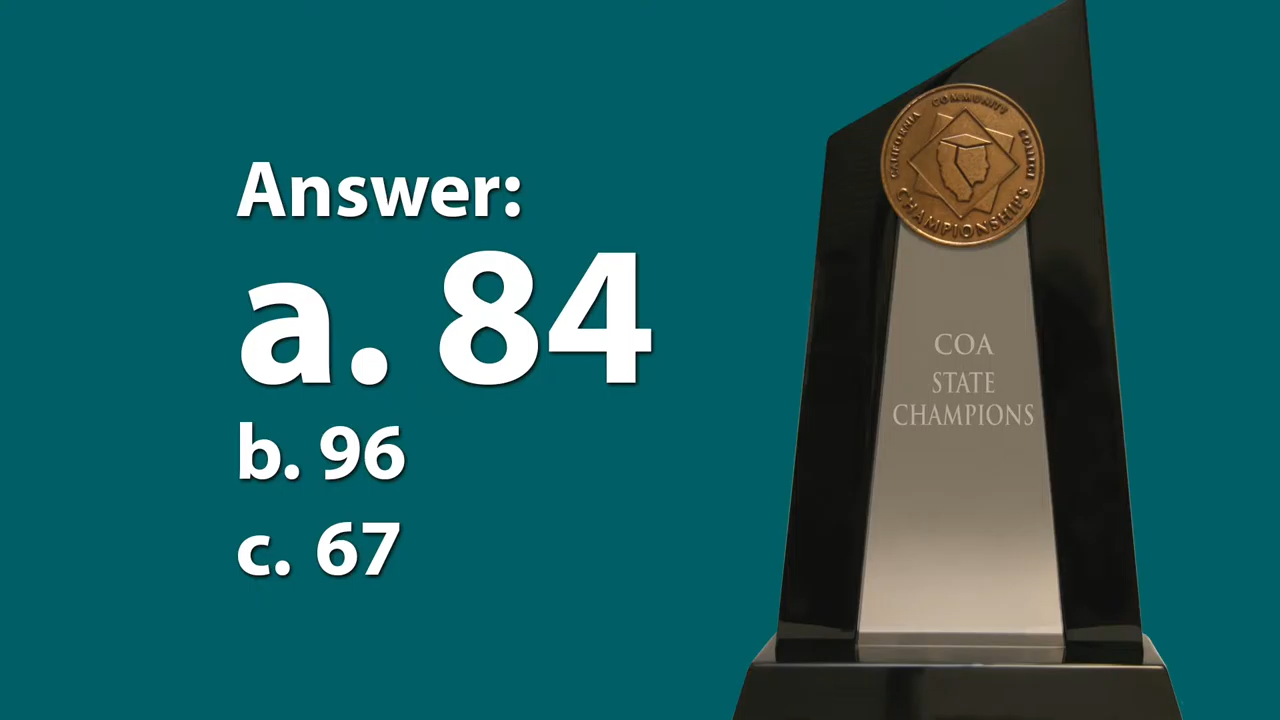 Answer:
a. 84
b. 96
c. 67
CALIFORNIA COMMUNITY COLLEGE
CHAMPIONSHIPS
COA
STATE
CHAMPIONS